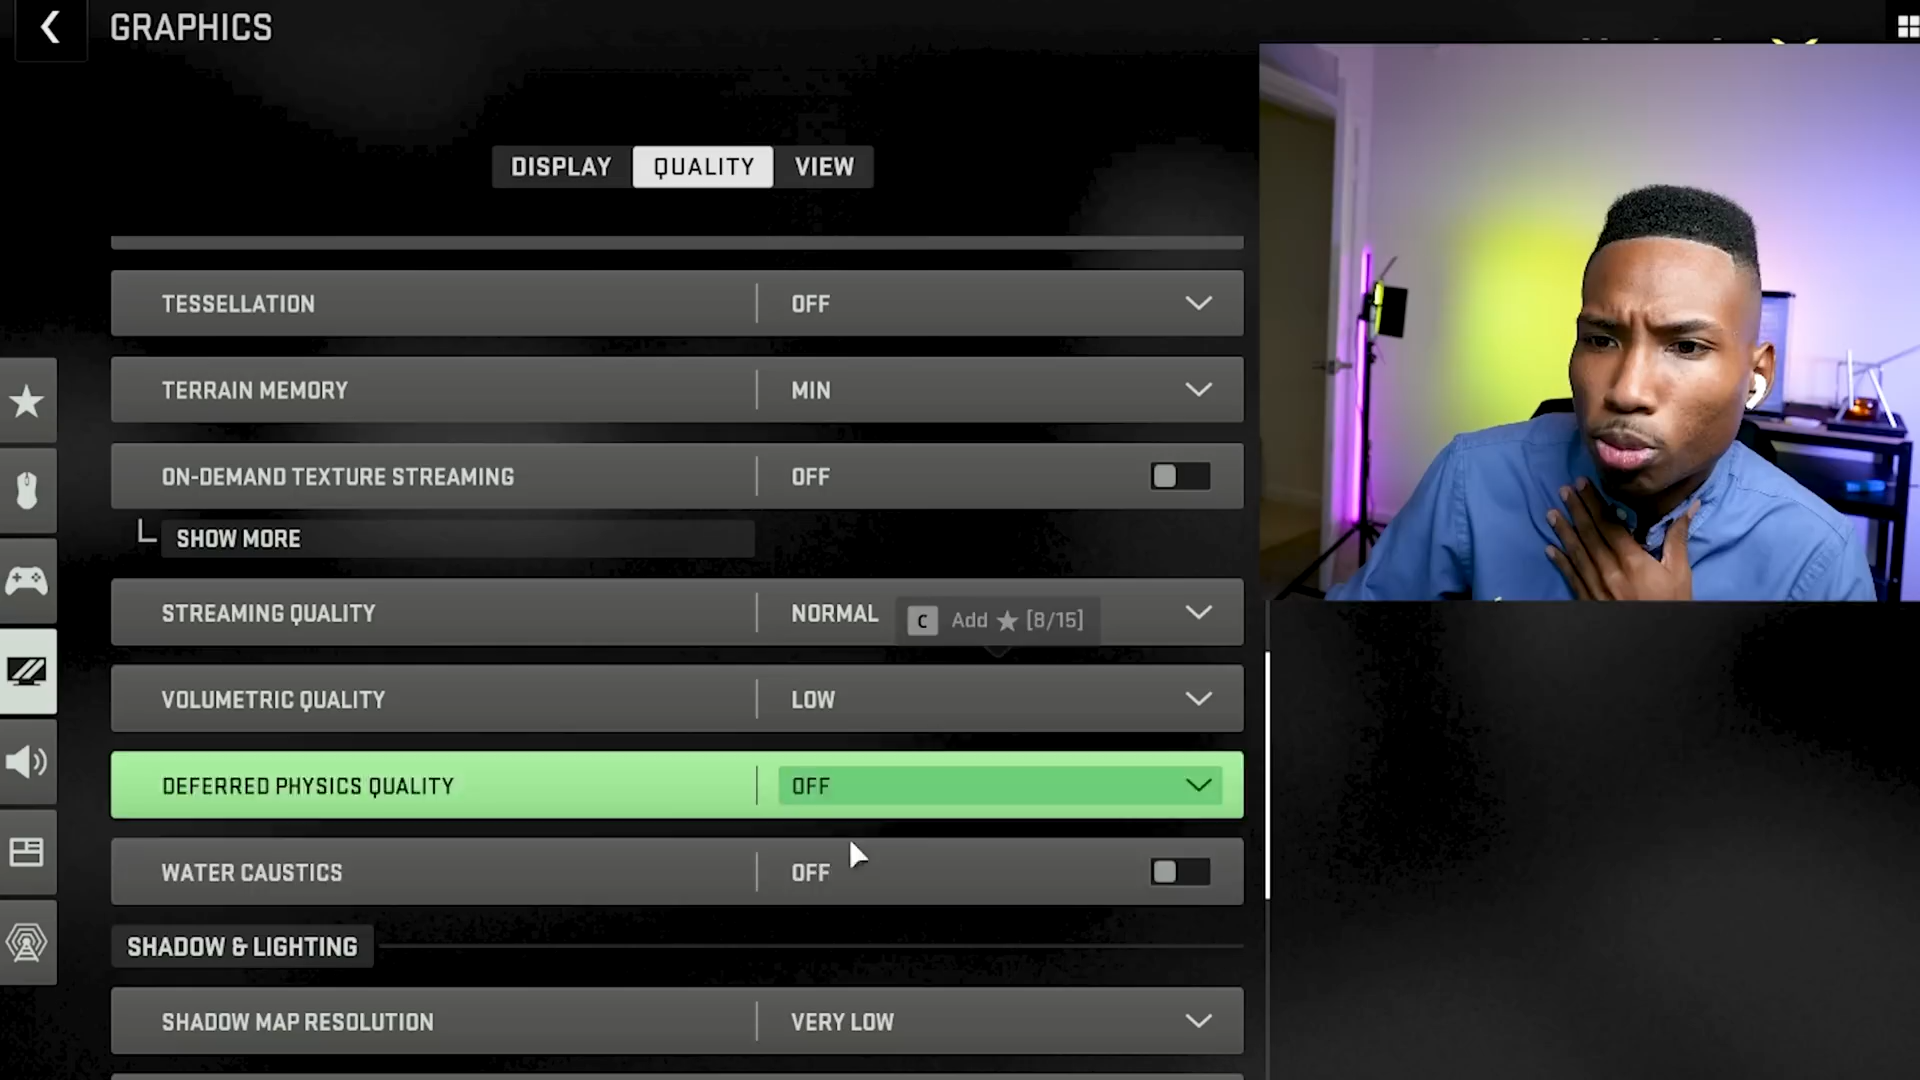 GRAPHICS
DISPLAY QUALITY VIEW
TESSELLATION OFF
TERRAIN MEMORY MIN
ON-DEMAND TEXTURE STREAMING OFF
SHOW MORE
STREAMING QUALITY NORMAL C Add ★ [8/15]
VOLUMETRIC QUALITY LOW
DEFERRED PHYSICS QUALITY OFF
WATER CAUSTICS OFF
SHADOW & LIGHTING
SHADOW MAP RESOLUTION VERY LOW